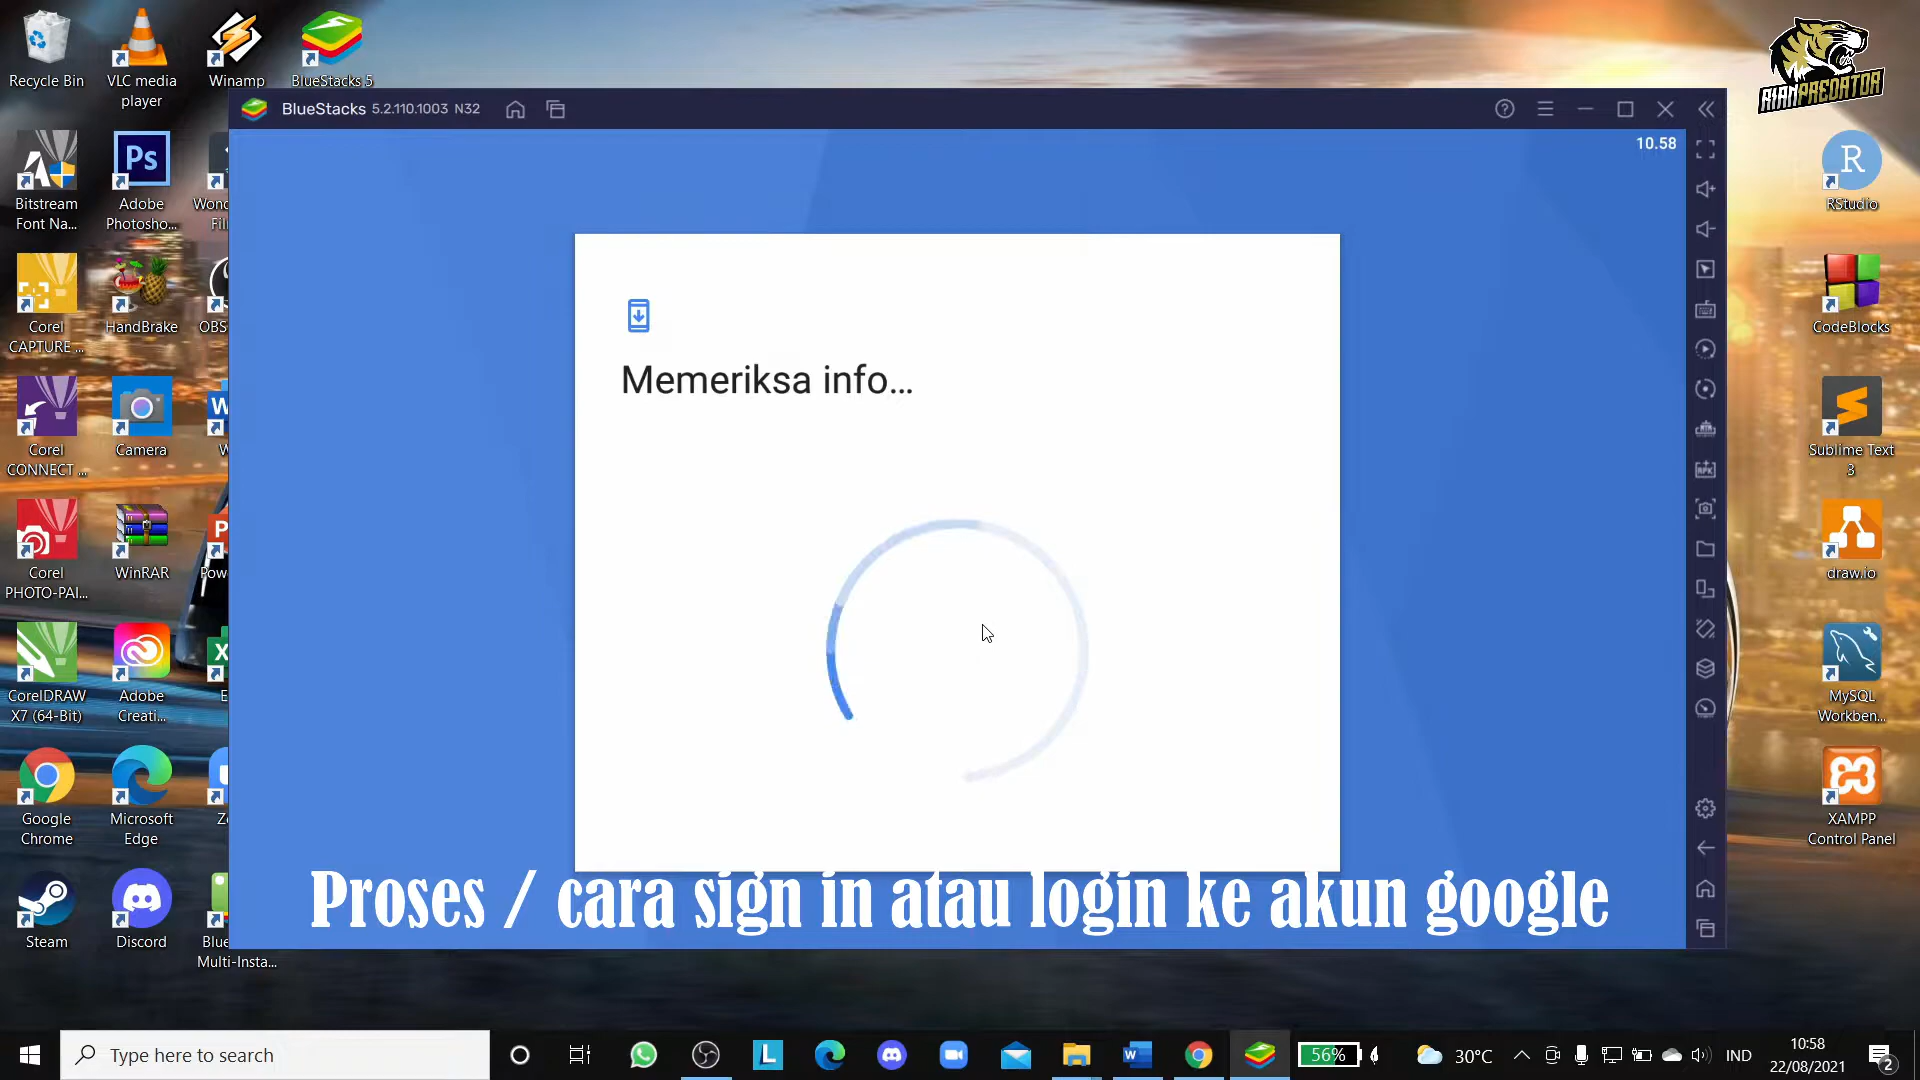 Recycle Bin
VLC media
player
Winamp
BlueStacks 5
RIANPREDATOR
BlueStacks 5.2.110.1003 N32
10.58
Bitstream
Font Na...
Ps
Adobe
Photosho...
R
RStudio
Corel
CAPTURE ...
HandBrake
OBS
CodeBlocks
Memeriksa info...
Corel
CONNECT ...
Camera
Sublime Text
3
Corel
PHOTO-PAI...
WinRAR
draw.io
CorelDRAW
X7 (64-Bit)
Adobe
Creati...
MySQL
Workben...
Google
Chrome
Microsoft
Edge
XAMPP
Control Panel
Proses / cara sign in atau login ke akun google
Steam
Discord
Blue
Multi-Insta...
Type here to search
L
W
56%
30°C
IND
10:58
22/08/2021
2